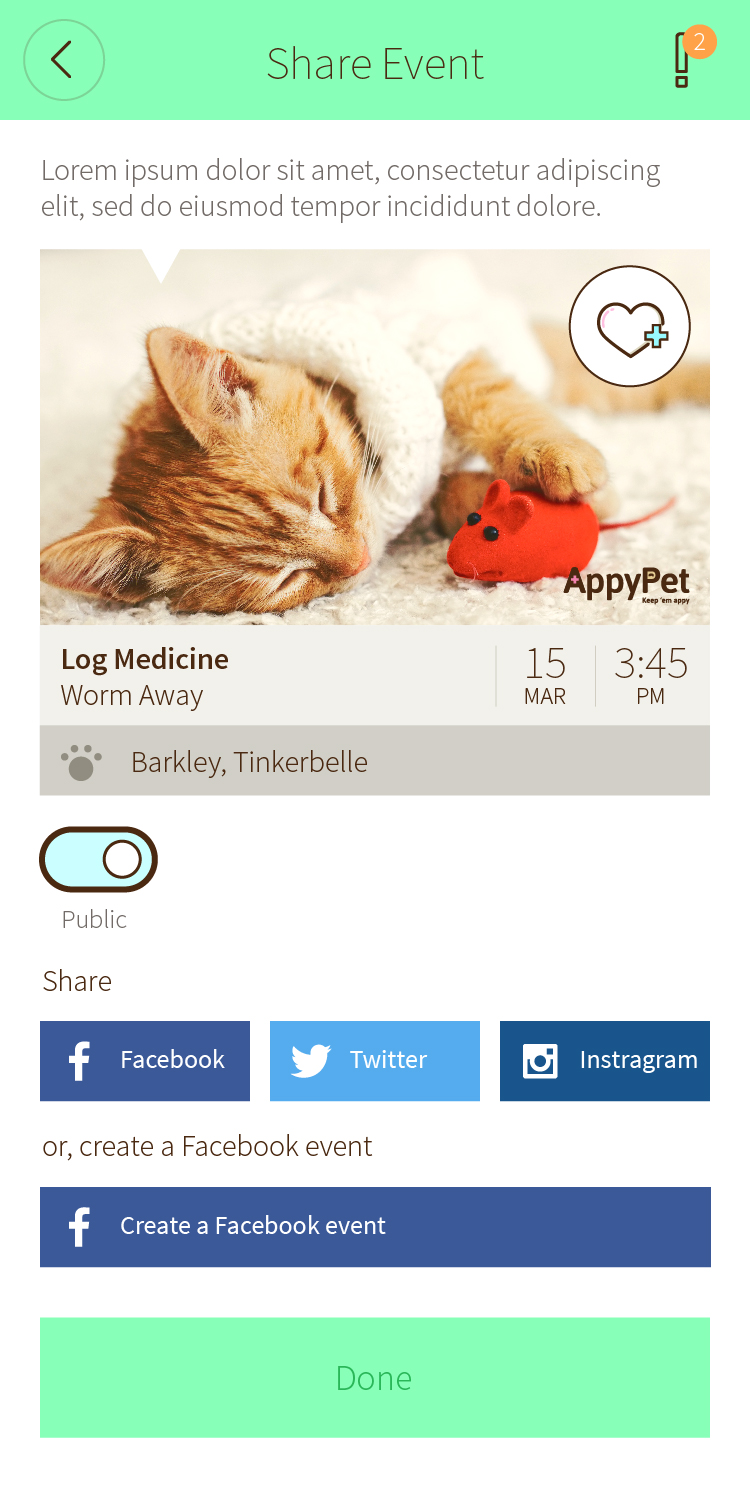 Share Event
2
Lorem ipsum dolor sit amet, consectetur adipiscing
elit, sed do eiusmod tempor incididunt dolore.
AppyPet
Keep 'em appy
Log Medicine
Worm Away
15
MAR
3:45
PM
Barkley, Tinkerbelle
Public
Share
Facebook
Twitter
Instragram
or, create a Facebook event
Create a Facebook event
Done